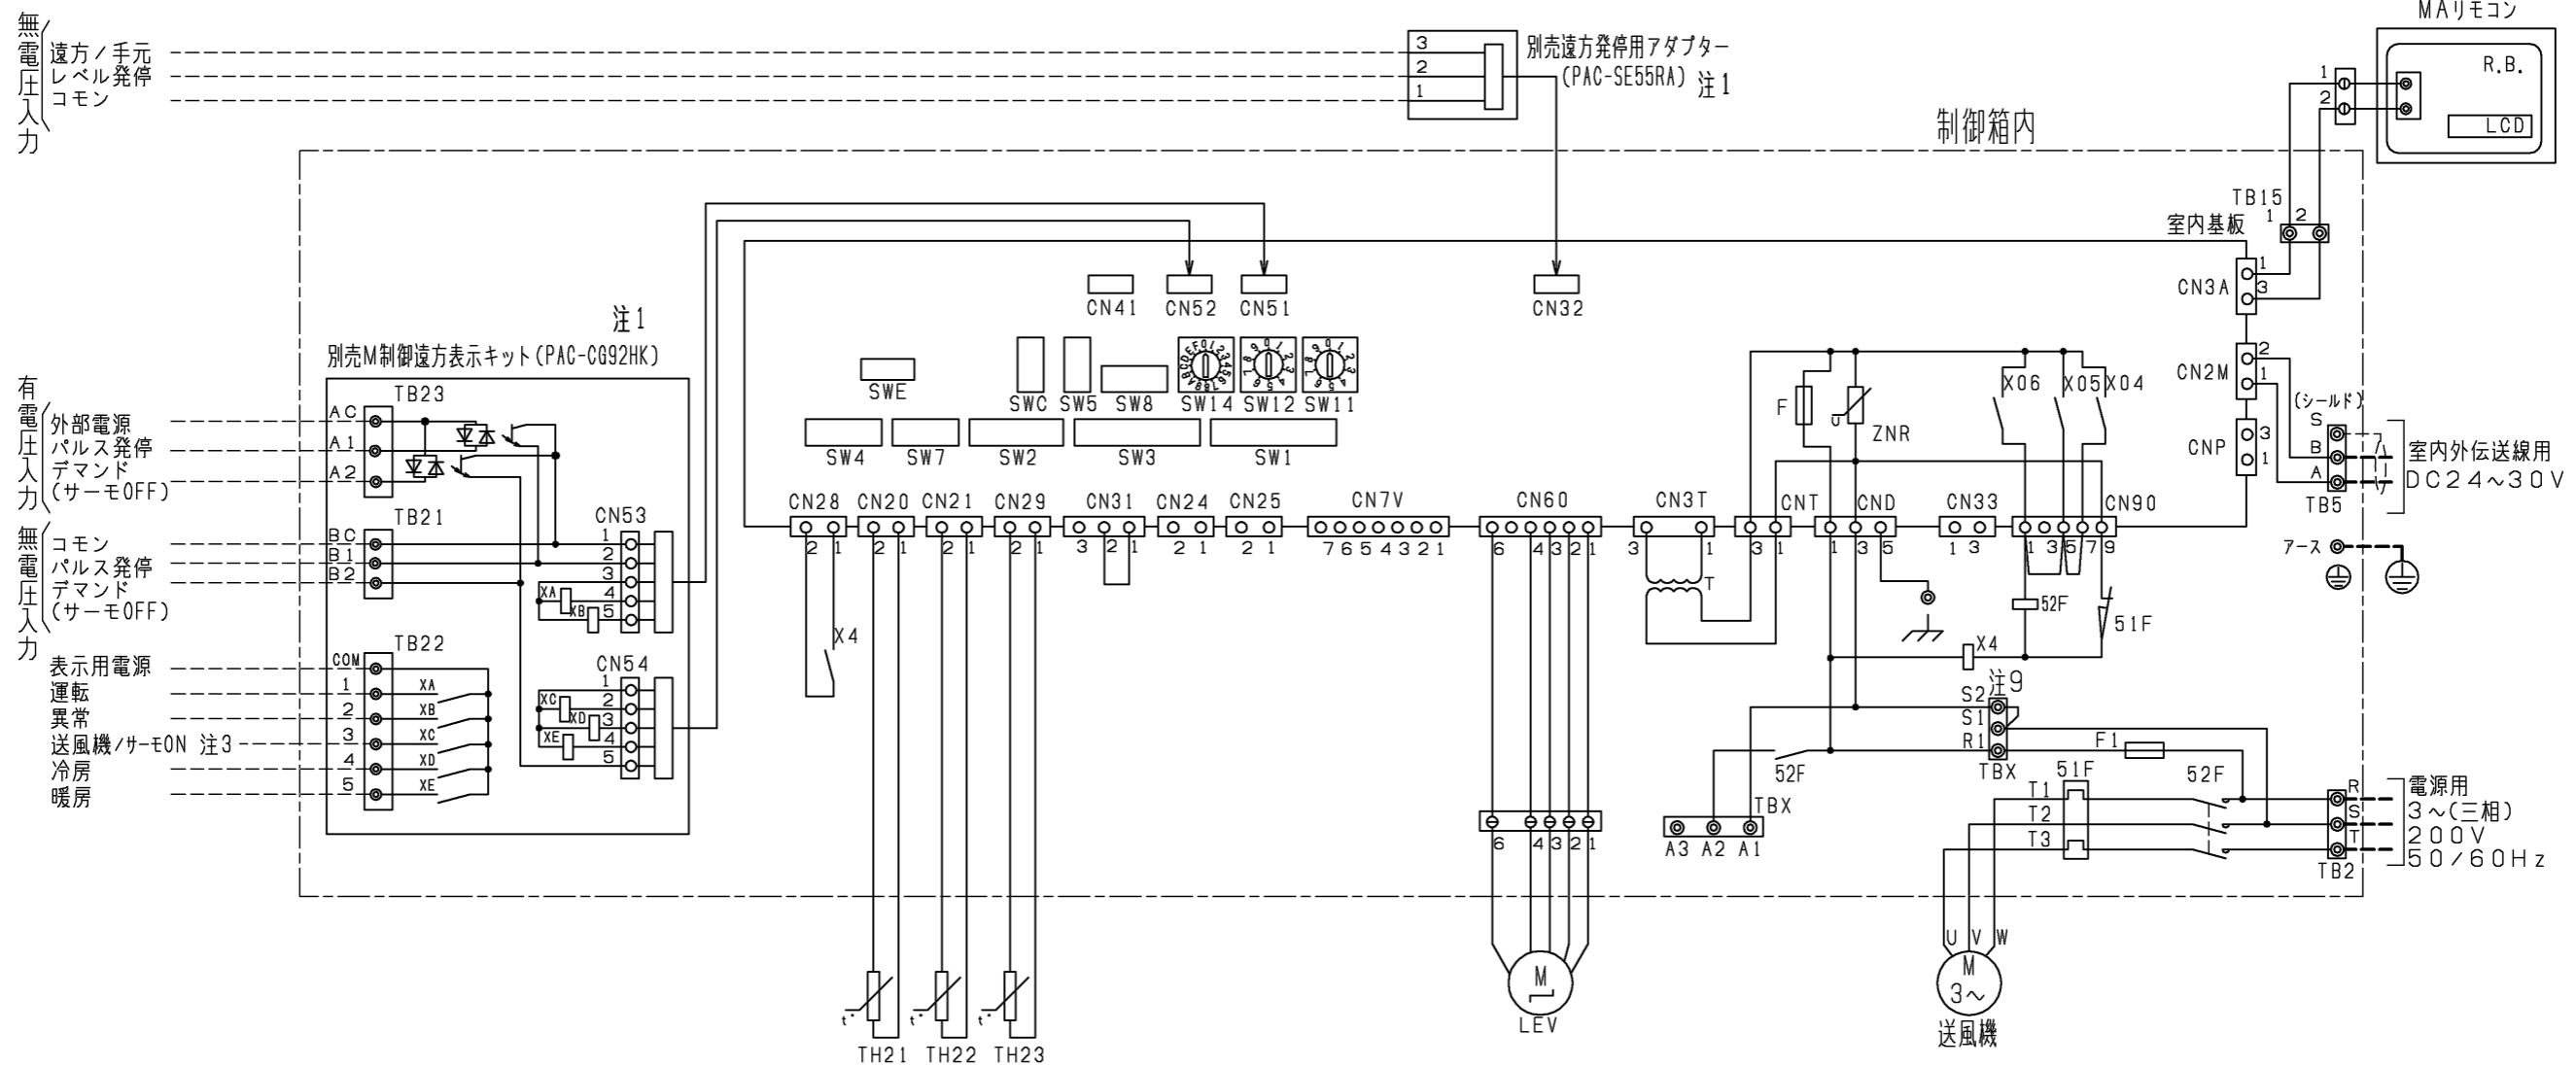 無電圧入力
遠方/手元
レベル発停
コモン
3
2
1
別売遠方発停用アダプター
(PAC-SE55RA) 注1
MAリモコン
R.B.
LCD
1
2
制御箱内
TB15
1 2
室内基板
CN3A
1
3
CN2M
2
1
CNP
3
1
(シールド)
S
B
A
TB5
室内外伝送線用
DC24~30V
アース
CN41 CN52 CN51 CN32
注1
別売M制御遠方表示キット(PAC-CG92HK)
有電圧入力
外部電源
パルス発停
デマンド
(サーモOFF)
TB23
AC
A1
A2
無電圧入力
コモン
パルス発停
デマンド
(サーモOFF)
TB21
BC
B1
B2
CN53
1
2
3
4
5
XA
XB
表示用電源
運転
異常
送風機/サーモON 注3
冷房
暖房
TB22
COM
1 XA
2 XB
3 XC
4 XD
5 XE
CN54
1
2
3
4
5
XC
XD
XE
SWE SWC SW5 SW8 SW14 SW12 SW11
SW4 SW7 SW2 SW3 SW1
F
U
ZNR
X06 X05 X04
CN28 CN20 CN21 CN29 CN31 CN24 CN25 CN7V CN60 CN3T CNT CND CN33 CN90
2 1 2 1 2 1 2 1 3 2 1 2 1 2 1 7 6 5 4 3 2 1 6 4 3 2 1 3 1 3 1 1 3 5 1 3 1 3 5 7 9
X4
T
52F
51F
X4
注9
S2
S1
R1
TBX
F1
52F
TBX
A3 A2 A1
51F
52F
T1
T2
T3
R
S
T
TB2
電源用
3~(三相)
200V
50/60Hz
6 4 3 2 1
U V W
M
3~
送風機
M
LEV
t°
t°
t°
TH21 TH22 TH23